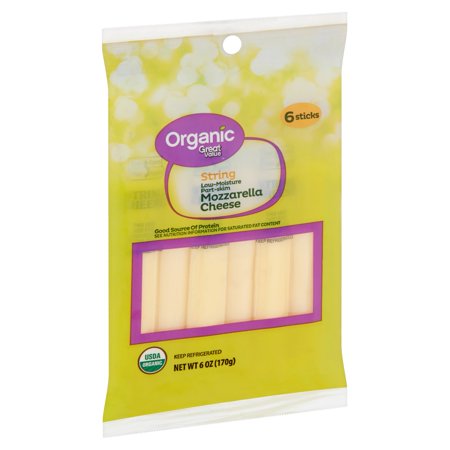 6 sticks
Organic
Great
Value
String
Low-Moisture
Part-skim
Mozzarella
Cheese
Good Source Of Protein
SEE NUTRITION INFORMATION FOR SATURATED FAT CONTENT
KEEP REFRIGERATED
USDA
ORGANIC
NET WT 6 OZ (170g)